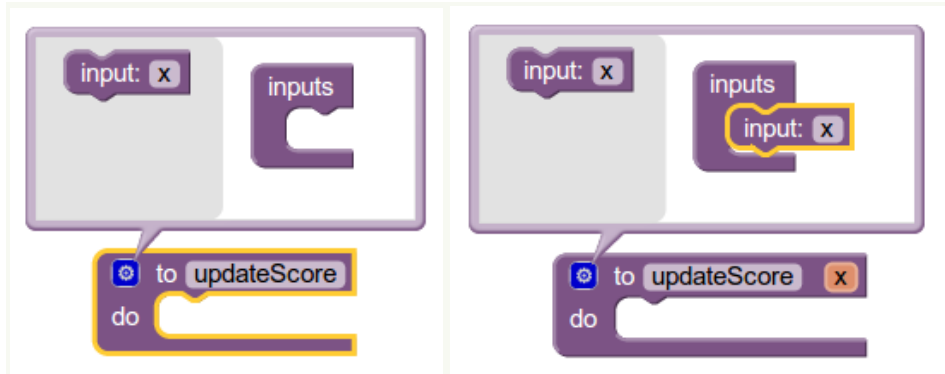 input: x
inputs
to updateScore
do
input: x
inputs
input: x
to updateScore x
do